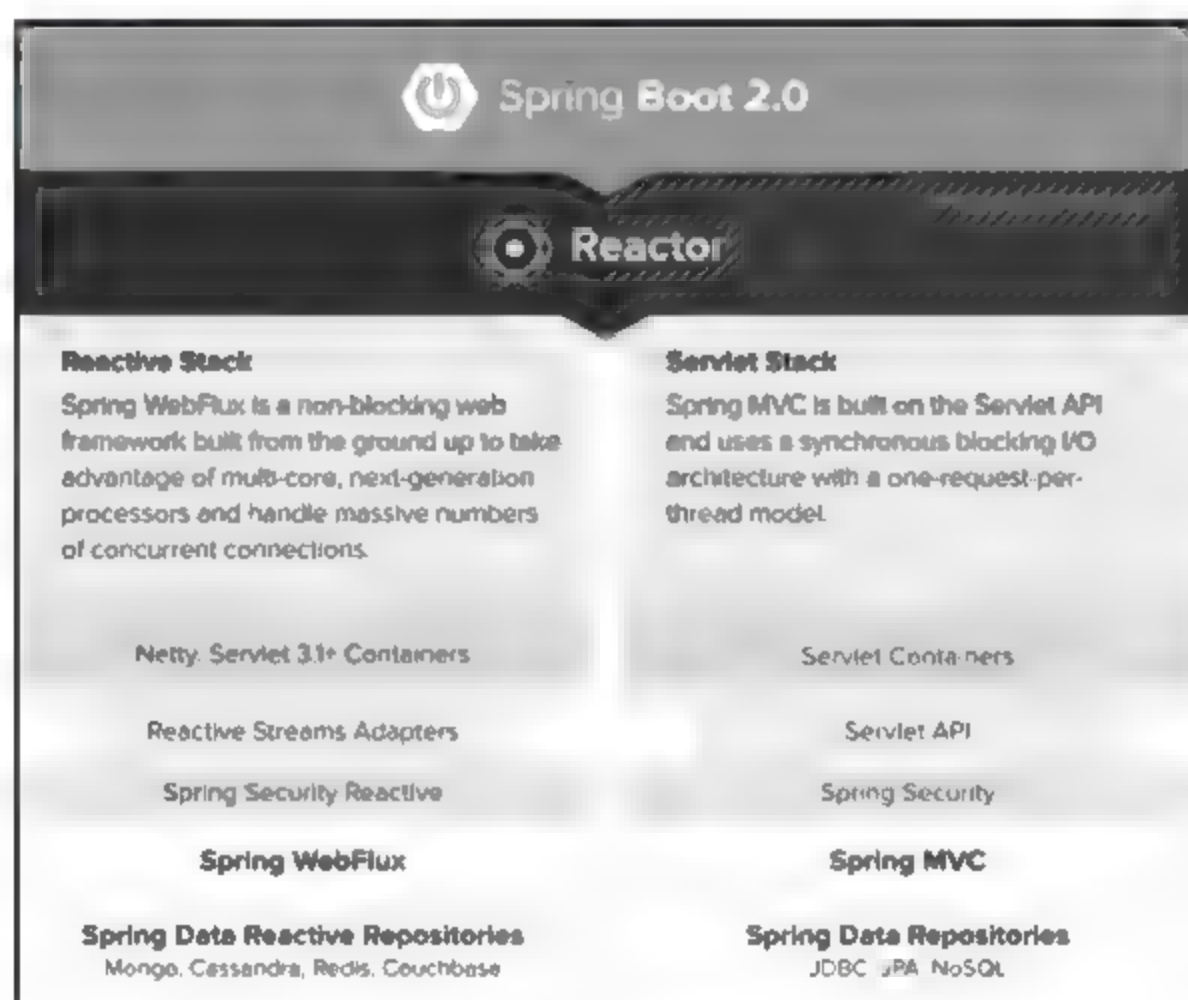 Spring Boot 2.0
Reactor
Reactive Stack
Spring WebFlux is a non-blocking web
framework built from the ground up to take
advantage of multi-core, next-generation
processors and handle massive numbers
of concurrent connections.
Netty, Servlet 3.1+ Containers
Reactive Streams Adapters
Spring Security Reactive
Spring WebFlux
Spring Data Reactive Repositories
Mongo, Cassandra, Redis, Couchbase
Servlet Stack
Spring MVC is built on the Servlet API
and uses a synchronous blocking I/O
architecture with a one-request-per-
thread model.
Servlet Containers
Servlet API
Spring Security
Spring MVC
Spring Data Repositories
JDBC, JPA, NoSQL